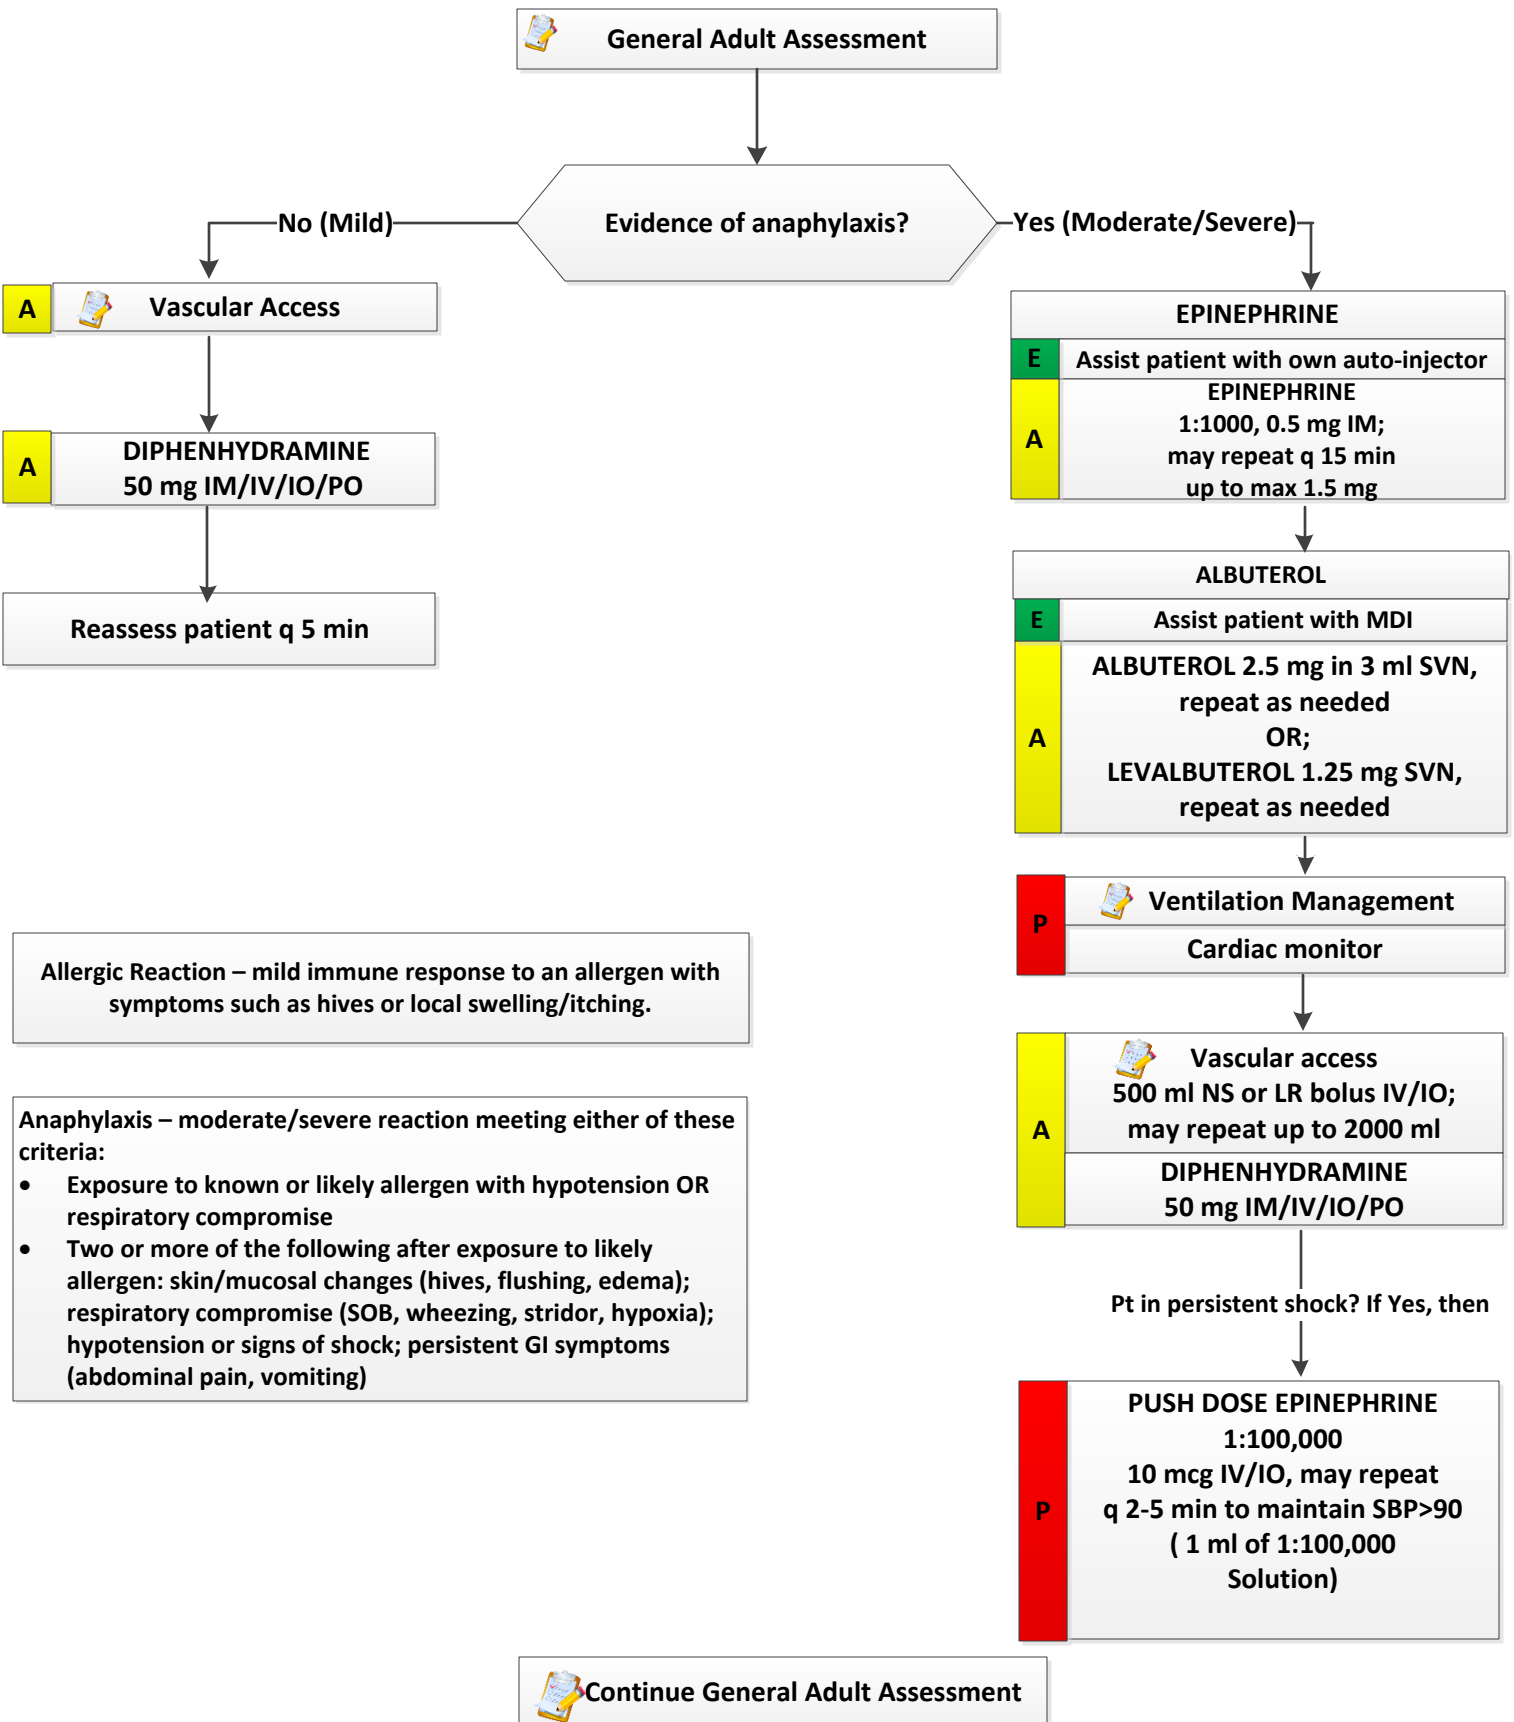 General Adult Assessment
Evidence of anaphylaxis?
No (Mild)
Yes (Moderate/Severe)
A
Vascular Access
A
DIPHENHYDRAMINE
50 mg IM/IV/IO/PO
Reassess patient q 5 min
EPINEPHRINE
E
Assist patient with own auto-injector
A
EPINEPHRINE
1:1000, 0.5 mg IM;
may repeat q 15 min
up to max 1.5 mg
ALBUTEROL
E
Assist patient with MDI
A
ALBUTEROL 2.5 mg in 3 ml SVN,
repeat as needed
OR;
LEVALBUTEROL 1.25 mg SVN,
repeat as needed
P
Ventilation Management
Cardiac monitor
A
Vascular access
500 ml NS or LR bolus IV/IO;
may repeat up to 2000 ml
DIPHENHYDRAMINE
50 mg IM/IV/IO/PO
Pt in persistent shock? If Yes, then
P
PUSH DOSE EPINEPHRINE
1:100,000
10 mcg IV/IO, may repeat
q 2-5 min to maintain SBP>90
( 1 ml of 1:100,000
Solution)
Allergic Reaction – mild immune response to an allergen with
symptoms such as hives or local swelling/itching.
Anaphylaxis – moderate/severe reaction meeting either of these
criteria:
• Exposure to known or likely allergen with hypotension OR
respiratory compromise
• Two or more of the following after exposure to likely
allergen: skin/mucosal changes (hives, flushing, edema);
respiratory compromise (SOB, wheezing, stridor, hypoxia);
hypotension or signs of shock; persistent GI symptoms
(abdominal pain, vomiting)
Continue General Adult Assessment